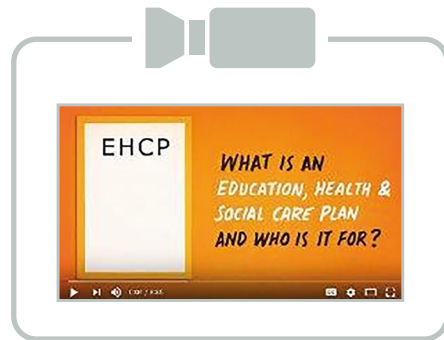 EHCP
WHAT IS AN
EDUCATION, HEALTH &
SOCIAL CARE PLAN
AND WHO IS IT FOR?